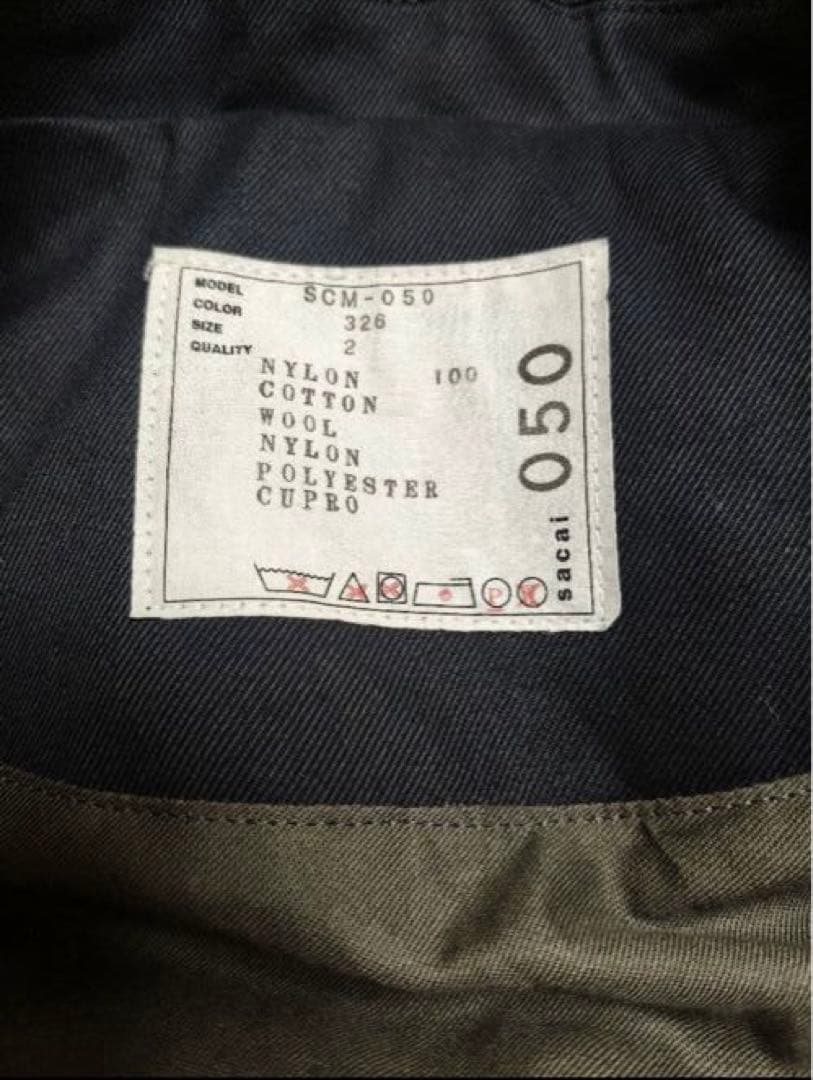 MODEL SCM-050
COLOR 326
SIZE 2
QUALITY
NYLON 100
COTTON
WOOL
NYLON
POLYESTER
CUPRO
P
sacai 050